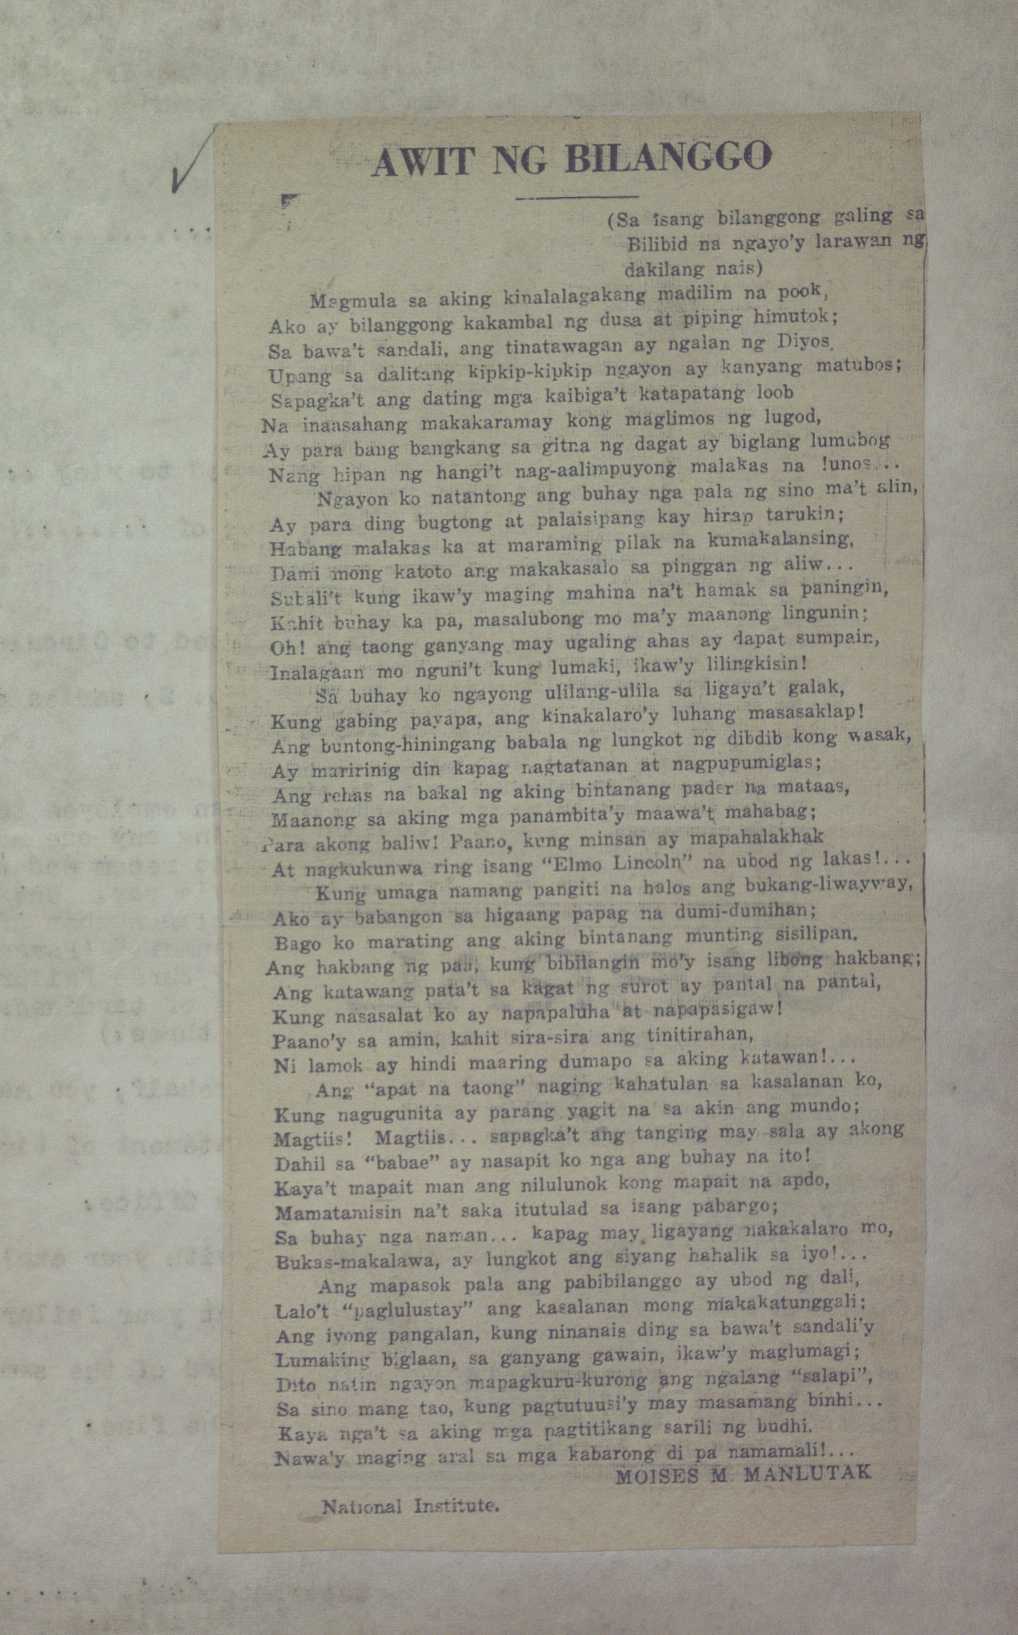 AWIT NG BILANGGO
(Sa isang bilanggong galing sa
Bilibid na ngayo'y larawan ng
dakilang nais)
Magmula sa aking kinalalagakang madilim na pook,
Ako ay bilanggong kakambal ng dusa at piping himutok;
Sa bawa't sandali, ang tinatawagan ay ngalan ng Diyos.
Upang sa dalitang kipkip-kipkip ngayon ay kanyang matubos;
Sapagka't ang dating mga kaibiga't katapatang loob
Na inaasahang makakaramay kong maglimos ng lugod,
Ay para bang bangkang sa gitna ng dagat ay biglang lumubog
Nang hipan ng hangi't nag-aalimpuyong malakas na !unos...
Ngayon ko natantong ang buhay nga pala ng sino ma't alin,
Ay para ding bugtong at palaisipang kay hirap tarukin;
Habang malakas ka at maraming pilak na kumakalansing,
Dami mong katoto ang makakasalo sa pinggan ng aliw...
Subali't kung ikaw'y maging mahina na't hamak sa paningin,
Kahit buhay ka pa, masalubong mo ma'y maanong lingunin;
Oh! ang taong ganyang may ugaling ahas ay dapat sumpain,
Inalagaan mo nguni't kung lumaki, ikaw'y lilingkisin!
Sa buhay ko ngayong ulilang-ulila sa ligaya't galak,
Kung gabing payapa, ang kinakalaro'y luhang masasaklap!
Ang buntong-hiningang babala ng lungkot ng dibdib kong wasak,
Ay maririnig din kapag nagtatanan at nagpupumiglas;
Ang rehas na bakal ng aking bintanang pader na mataas,
Maanong sa aking mga panambita'y maawa't mahabag;
Para akong baliw! Paano, kung minsan ay mapahalakhak
At nagkukunwa ring isang "Elmo Lincoln" na ubod ng lakas!...
Kung umaga namang pangiti na halos ang bukang-liwayway,
Ako ay babangon sa higaang papag na dumi-dumihan;
Bago ko marating ang aking bintanang munting sisilipan.
Ang hakbang ng paa, kung bibilangin mo'y isang libong hakbang;
Ang katawang pata't sa kagat ng surot ay pantal na pantal,
Kung nasasalat ko ay napapaluha at napapasigaw!
Paano'y sa amin, kahit sira-sira ang tinitirahan,
Ni lamok ay hindi maaring dumapo sa aking katawan!...
Ang "apat na taong" naging kahatulan sa kasalanan ko,
Kung nagugunita ay parang yagit na sa akin ang mundo;
Magtiis! Magtiis... sapagka't ang tanging may sala ay akong
Dahil sa "babae" ay nasapit ko nga ang buhay na ito!
Kaya't mapait man ang nilulunok kong mapait na apdo,
Mamatamisin na't saka itutulad sa isang pabargo;
Sa buhay nga naman... kapag may ligayang nakakalaro mo,
Bukas-makalawa, ay lungkot ang siyang hahalik sa iyo!...
Ang mapasok pala ang pabibilanggo ay ubod ng dali,
Lalo't "paglulustay" ang kasalanan mong makakatunggali;
Ang iyong pangalan, kung ninanais ding sa bawa't sandali'y
Lumaking biglaan, sa ganyang gawain, ikaw'y maglumagi;
Dito natin ngayon mapagkuru-kurong ang ngalang "salapi",
Sa sino mang tao, kung pagtutuusi'y may masamang binhi...
Kaya nga't sa aking mga pagtitikang sarili ng budhi.
Nawa'y maging aral sa mga kabarong di pa namamali!...
MOISES M. MANLUTAK
National Institute.